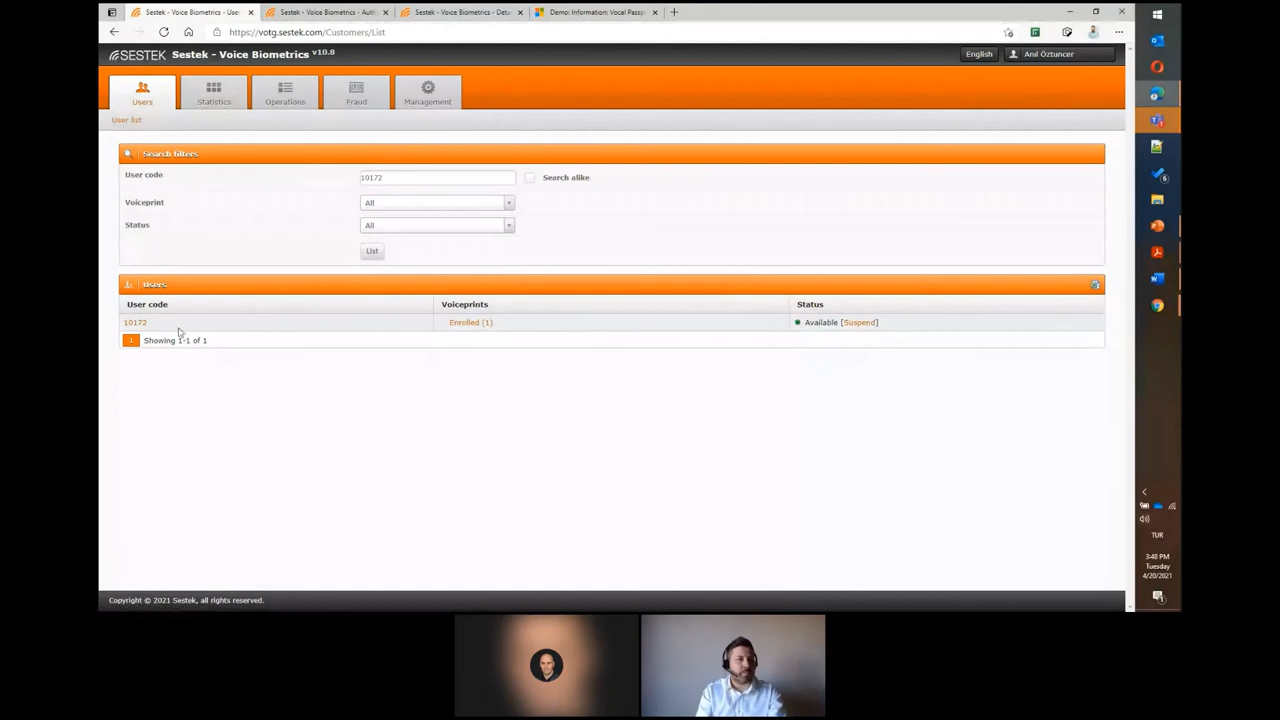 Sestek - Voice Biometrics - Use
Sestek - Voice Biometrics - Auth
Sestek - Voice Biometrics - Deta
Demo: Information: Vocal Passp
https://votg.sestek.com/Customers/List
SESTEK Sestek - Voice Biometrics v10.8
English
Anıl Öztuncer
Users
Statistics
Operations
Fraud
Management
User list
Search filters
User code 10172 Search alike
Voiceprint All
Status All
List
Users
User code Voiceprints Status
10172 Enrolled (1) Available [Suspend]
1 Showing 1-1 of 1
Copyright © 2021 Sestek, all rights reserved.
TUR
3:48 PM
Tuesday
4/20/2021